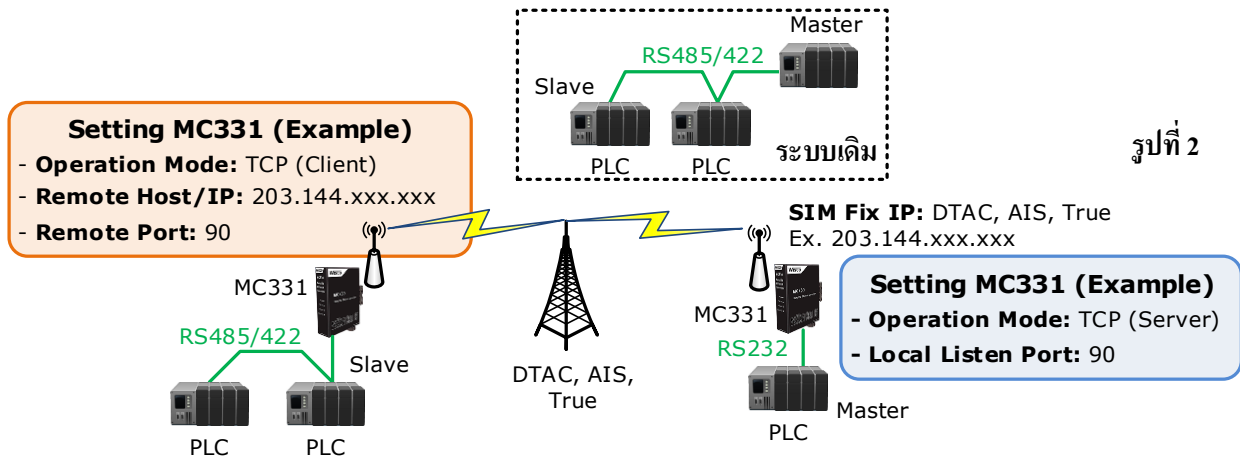 Master
RS485/422
Slave
PLC
PLC
ระบบเดิม
รูปที่ 2
Setting MC331 (Example)
- Operation Mode: TCP (Client)
- Remote Host/IP: 203.144.xxx.xxx
- Remote Port: 90
SIM Fix IP: DTAC, AIS, True
Ex. 203.144.xxx.xxx
MC331
RS485/422
Slave
PLC
PLC
DTAC, AIS,
True
MC331
RS232
Master
PLC
Setting MC331 (Example)
- Operation Mode: TCP (Server)
- Local Listen Port: 90